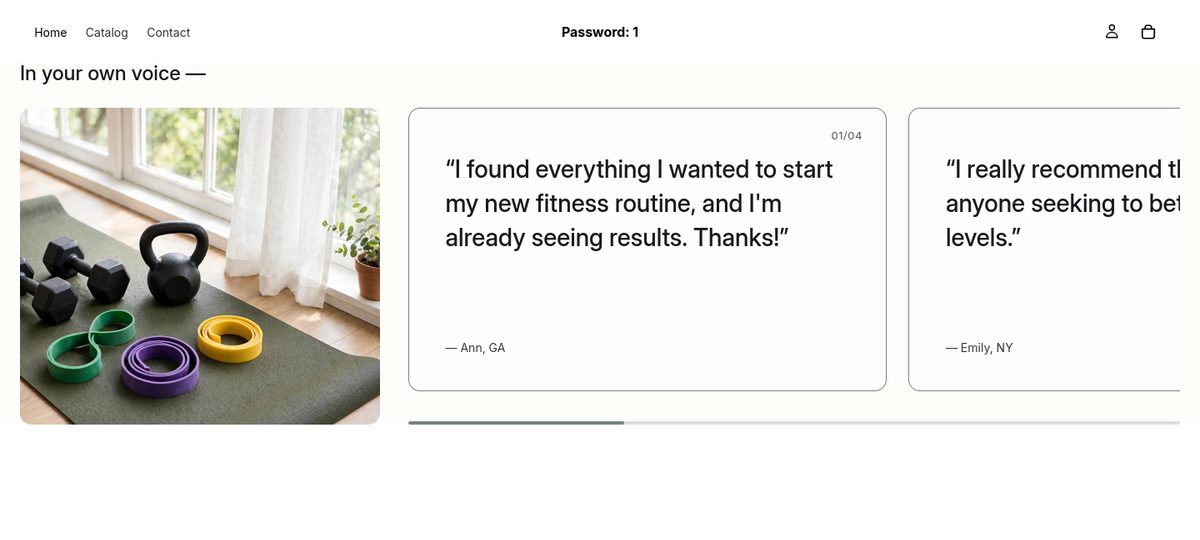 Home Catalog Contact
Password: 1
In your own voice —
01/04
“I found everything I wanted to start
my new fitness routine, and I'm
already seeing results. Thanks!”
— Ann, GA
“I really recommend
anyone seeking to
levels.”
— Emily, NY